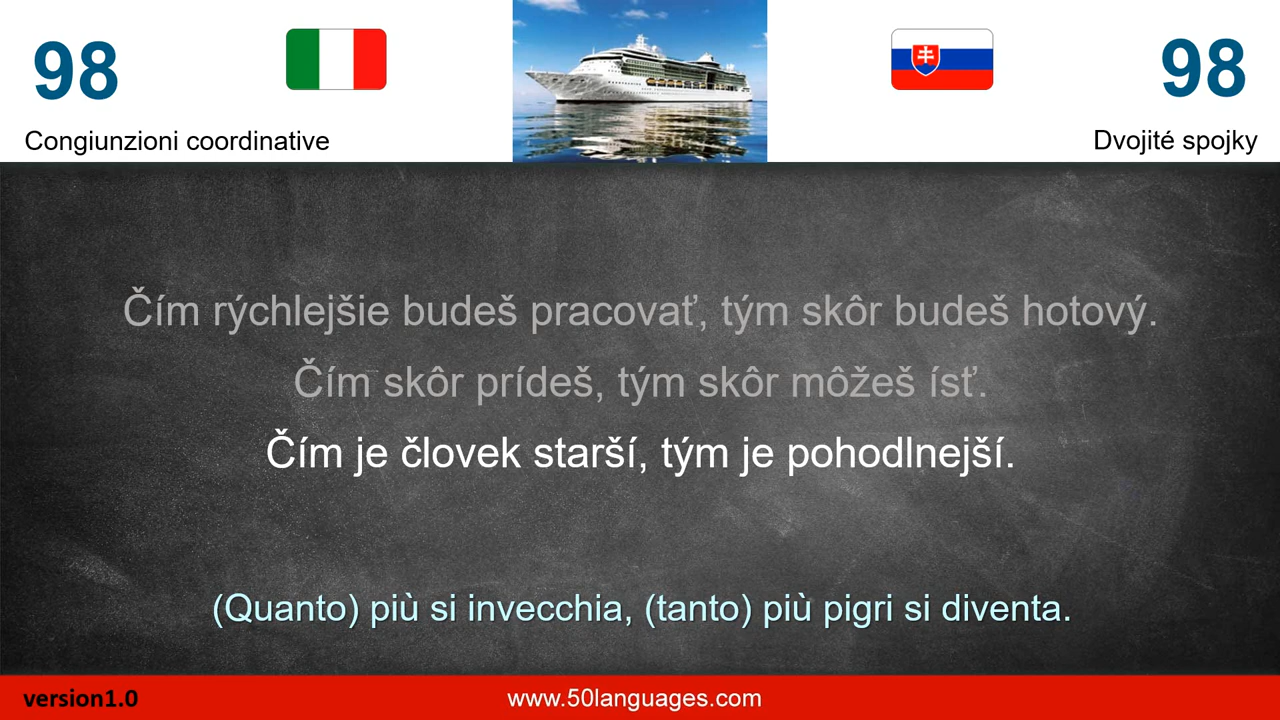 98
98
Congiunzioni coordinative
Dvojité spojky
Čím rýchlejšie budeš pracovať, tým skôr budeš hotový.
Čím skôr prídeš, tým skôr môžeš ísť.
Čím je človek starší, tým je pohodlnejší.
(Quanto) più si invecchia, (tanto) più pigri si diventa.
version1.0
www.50languages.com